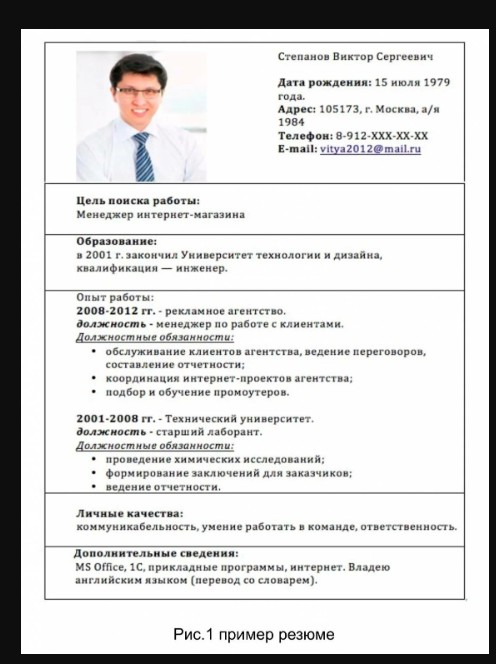 Степанов Виктор Сергеевич
Дата рождения: 15 июля 1979
года.
Адрес: 105173, г. Москва, а/я
1984
Телефон: 8-912-XXX-XX-XX
E-mail: vitya2012@mail.ru
Цель поиска работы:
Менеджер интернет-магазина
Образование:
в 2001 г. закончил Университет технологии и дизайна,
квалификация — инженер.
Опыт работы:
2008-2012 гг. - рекламное агентство.
должность - менеджер по работе с клиентами.
Должностные обязанности:
• обслуживание клиентов агентства, ведение переговоров,
составление отчетности;
• координация интернет-проектов агентства;
• подбор и обучение промоутеров.
2001-2008 гг. - Технический университет.
должность - старший лаборант.
Должностные обязанности:
• проведение химических исследований;
• формирование заключений для заказчиков;
• ведение отчетности.
Личные качества:
коммуникабельность, умение работать в команде, ответственность.
Дополнительные сведения:
MS Office, 1С, прикладные программы, интернет. Владею
английским языком (перевод со словарем).
Рис.1 пример резюме